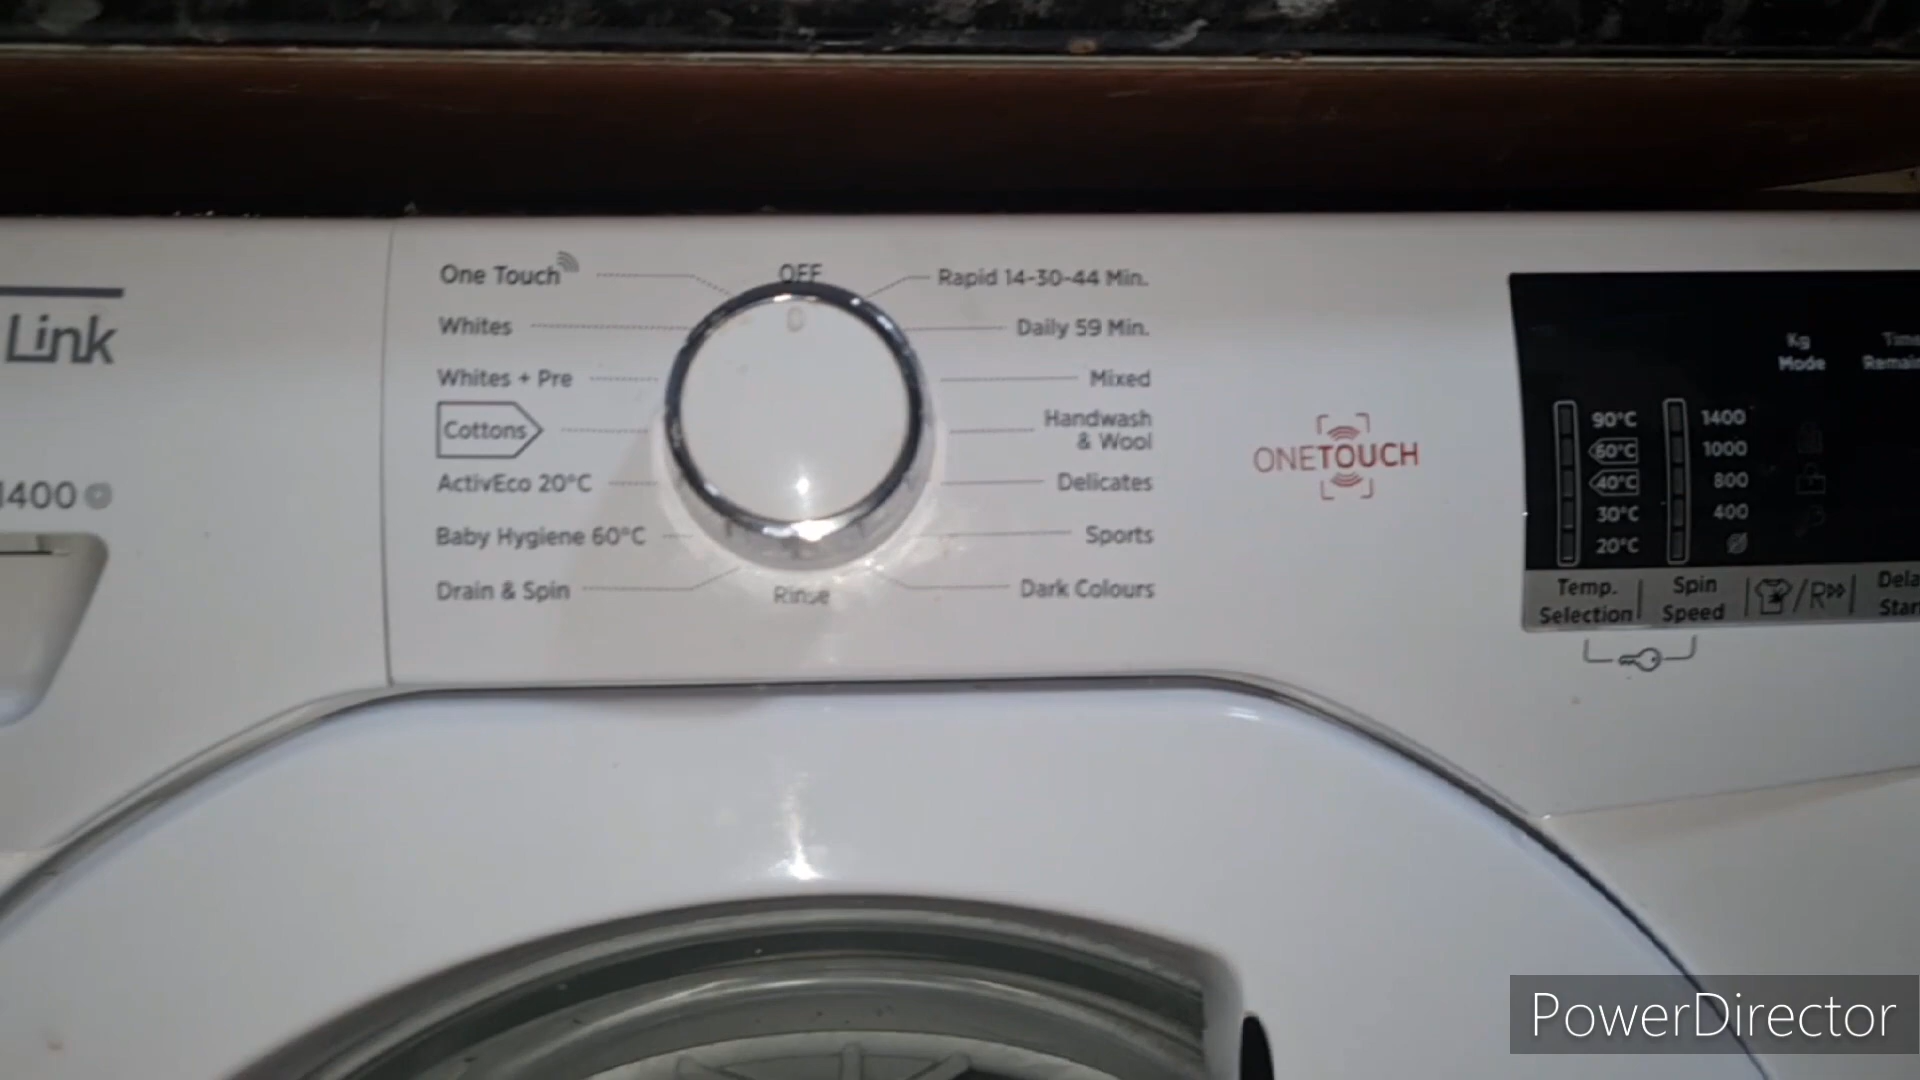 Link
1400
One Touch
Whites
Whites + Pre
Cottons
ActivEco 20°C
Baby Hygiene 60°C
Drain & Spin
OFF
0
Rinse
Rapid 14-30-44 Min.
Daily 59 Min.
Mixed
Handwash
& Wool
Delicates
Sports
Dark Colours
ONETOUCH
Kg
Mode
90°C 1400
60°C 1000
40°C 800
30°C 400
20°C
Temp.
Selection
Spin
Speed
PowerDirector